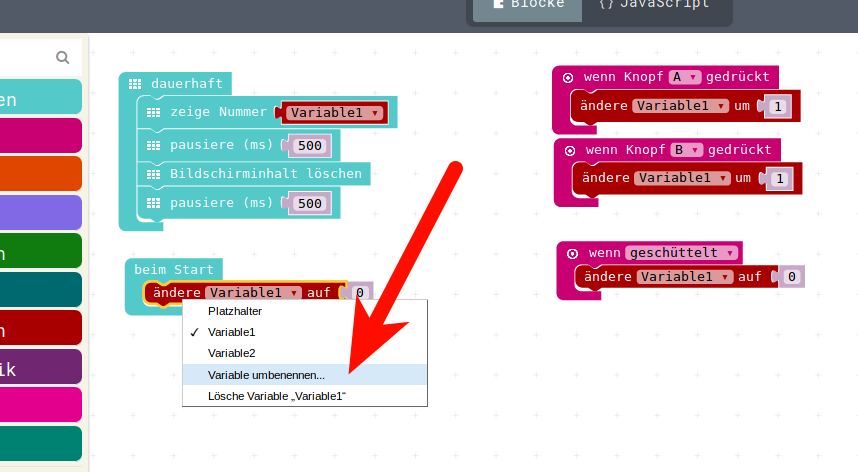 Blöcke
{ } JavaScript
en
n
n
ik
dauerhaft
zeige Nummer Variable1
pausiere (ms) 500
Bildschirminhalt löschen
pausiere (ms) 500
beim Start
ändere Variable1 auf 0
Platzhalter
✓ Variable1
Variable2
Variable umbenennen...
Lösche Variable „Variable1“
wenn Knopf A gedrückt
ändere Variable1 um 1
wenn Knopf B gedrückt
ändere Variable1 um 1
wenn geschüttelt
ändere Variable1 auf 0